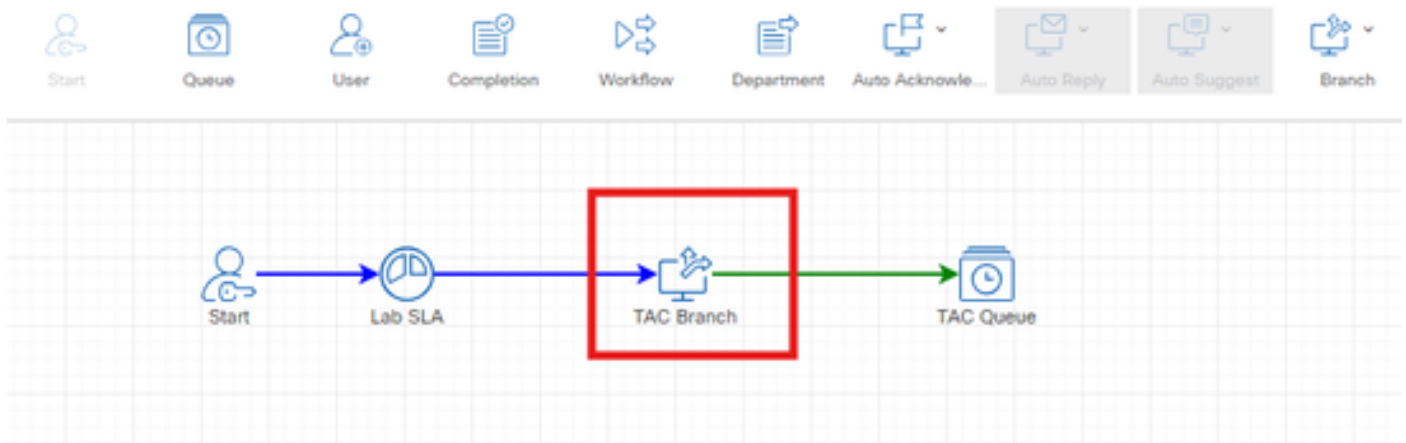 Start Queue User Completion Workflow Department Auto Acknowle... Auto Reply Auto Suggest Branch
Start Lab SLA TAC Branch TAC Queue